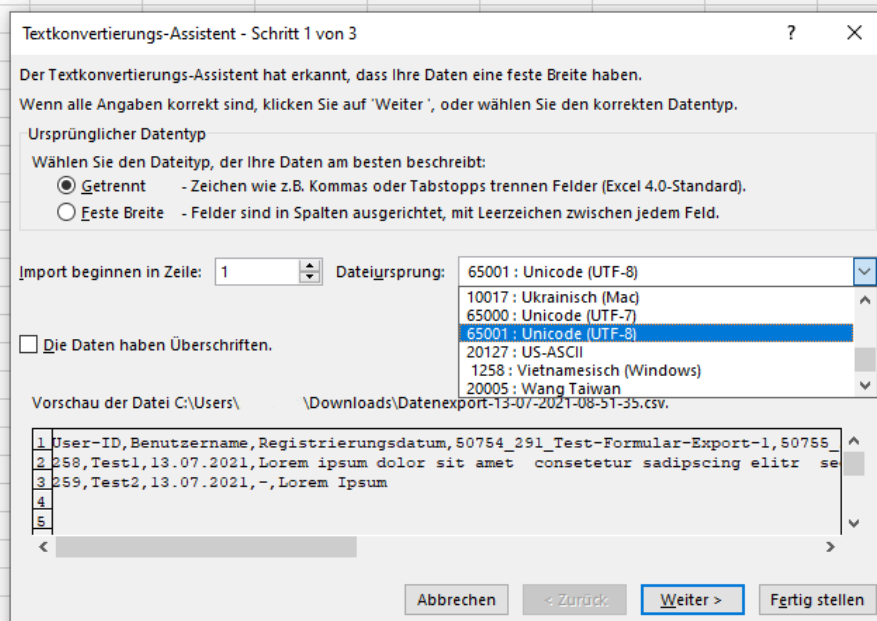 Textkonvertierungs-Assistent - Schritt 1 von 3
Der Textkonvertierungs-Assistent hat erkannt, dass Ihre Daten eine feste Breite haben.
Wenn alle Angaben korrekt sind, klicken Sie auf 'Weiter ', oder wählen Sie den korrekten Datentyp.
Ursprünglicher Datentyp
Wählen Sie den Dateityp, der Ihre Daten am besten beschreibt:
Getrennt - Zeichen wie z.B. Kommas oder Tabstopps trennen Felder (Excel 4.0-Standard).
Feste Breite - Felder sind in Spalten ausgerichtet, mit Leerzeichen zwischen jedem Feld.
Import beginnen in Zeile: 1 Dateiursprung: 65001 : Unicode (UTF-8)
10017 : Ukrainisch (Mac)
65000 : Unicode (UTF-7)
65001 : Unicode (UTF-8)
20127 : US-ASCII
1258 : Vietnamesisch (Windows)
20005 : Wang Taiwan
Die Daten haben Überschriften.
Vorschau der Datei C:\Users\ \Downloads\Datenexport-13-07-2021-08-51-35.csv.
1 User-ID,Benutzername,Registrierungsdatum,50754_291_Test-Formular-Export-1,50755_
2 258,Test1,13.07.2021,Lorem ipsum dolor sit amet consetetur sadipscing elitr se
3 259,Test2,13.07.2021,-,Lorem Ipsum
4
5
Abbrechen < Zurück Weiter > Fertig stellen